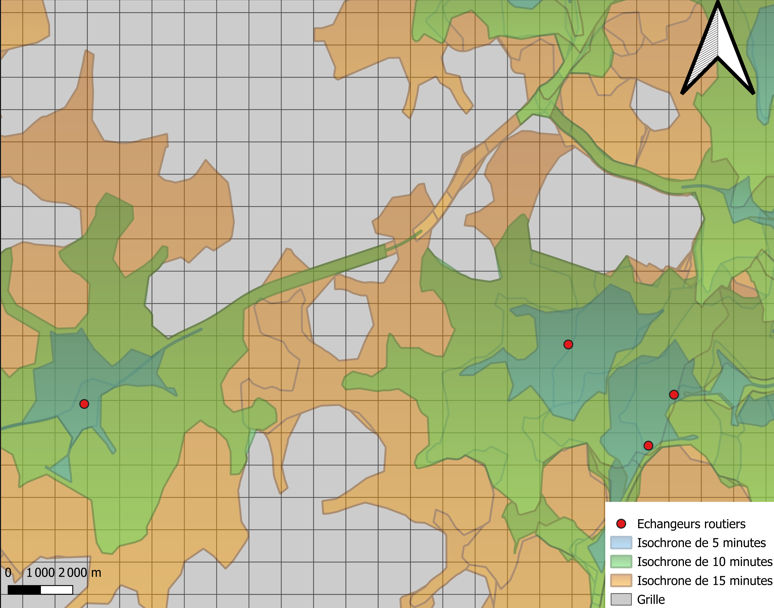 Echangeurs routiers
Isochrone de 5 minutes
Isochrone de 10 minutes
Isochrone de 15 minutes
Grille
0 1 000 2 000 m